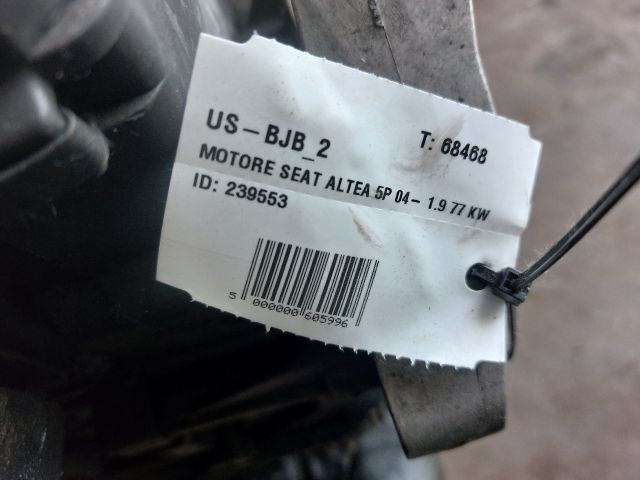 US-BJB_2 T: 68468
MOTORE SEAT ALTEA 5P 04- 1.9 77 KW
ID: 239553
5 000000 605996